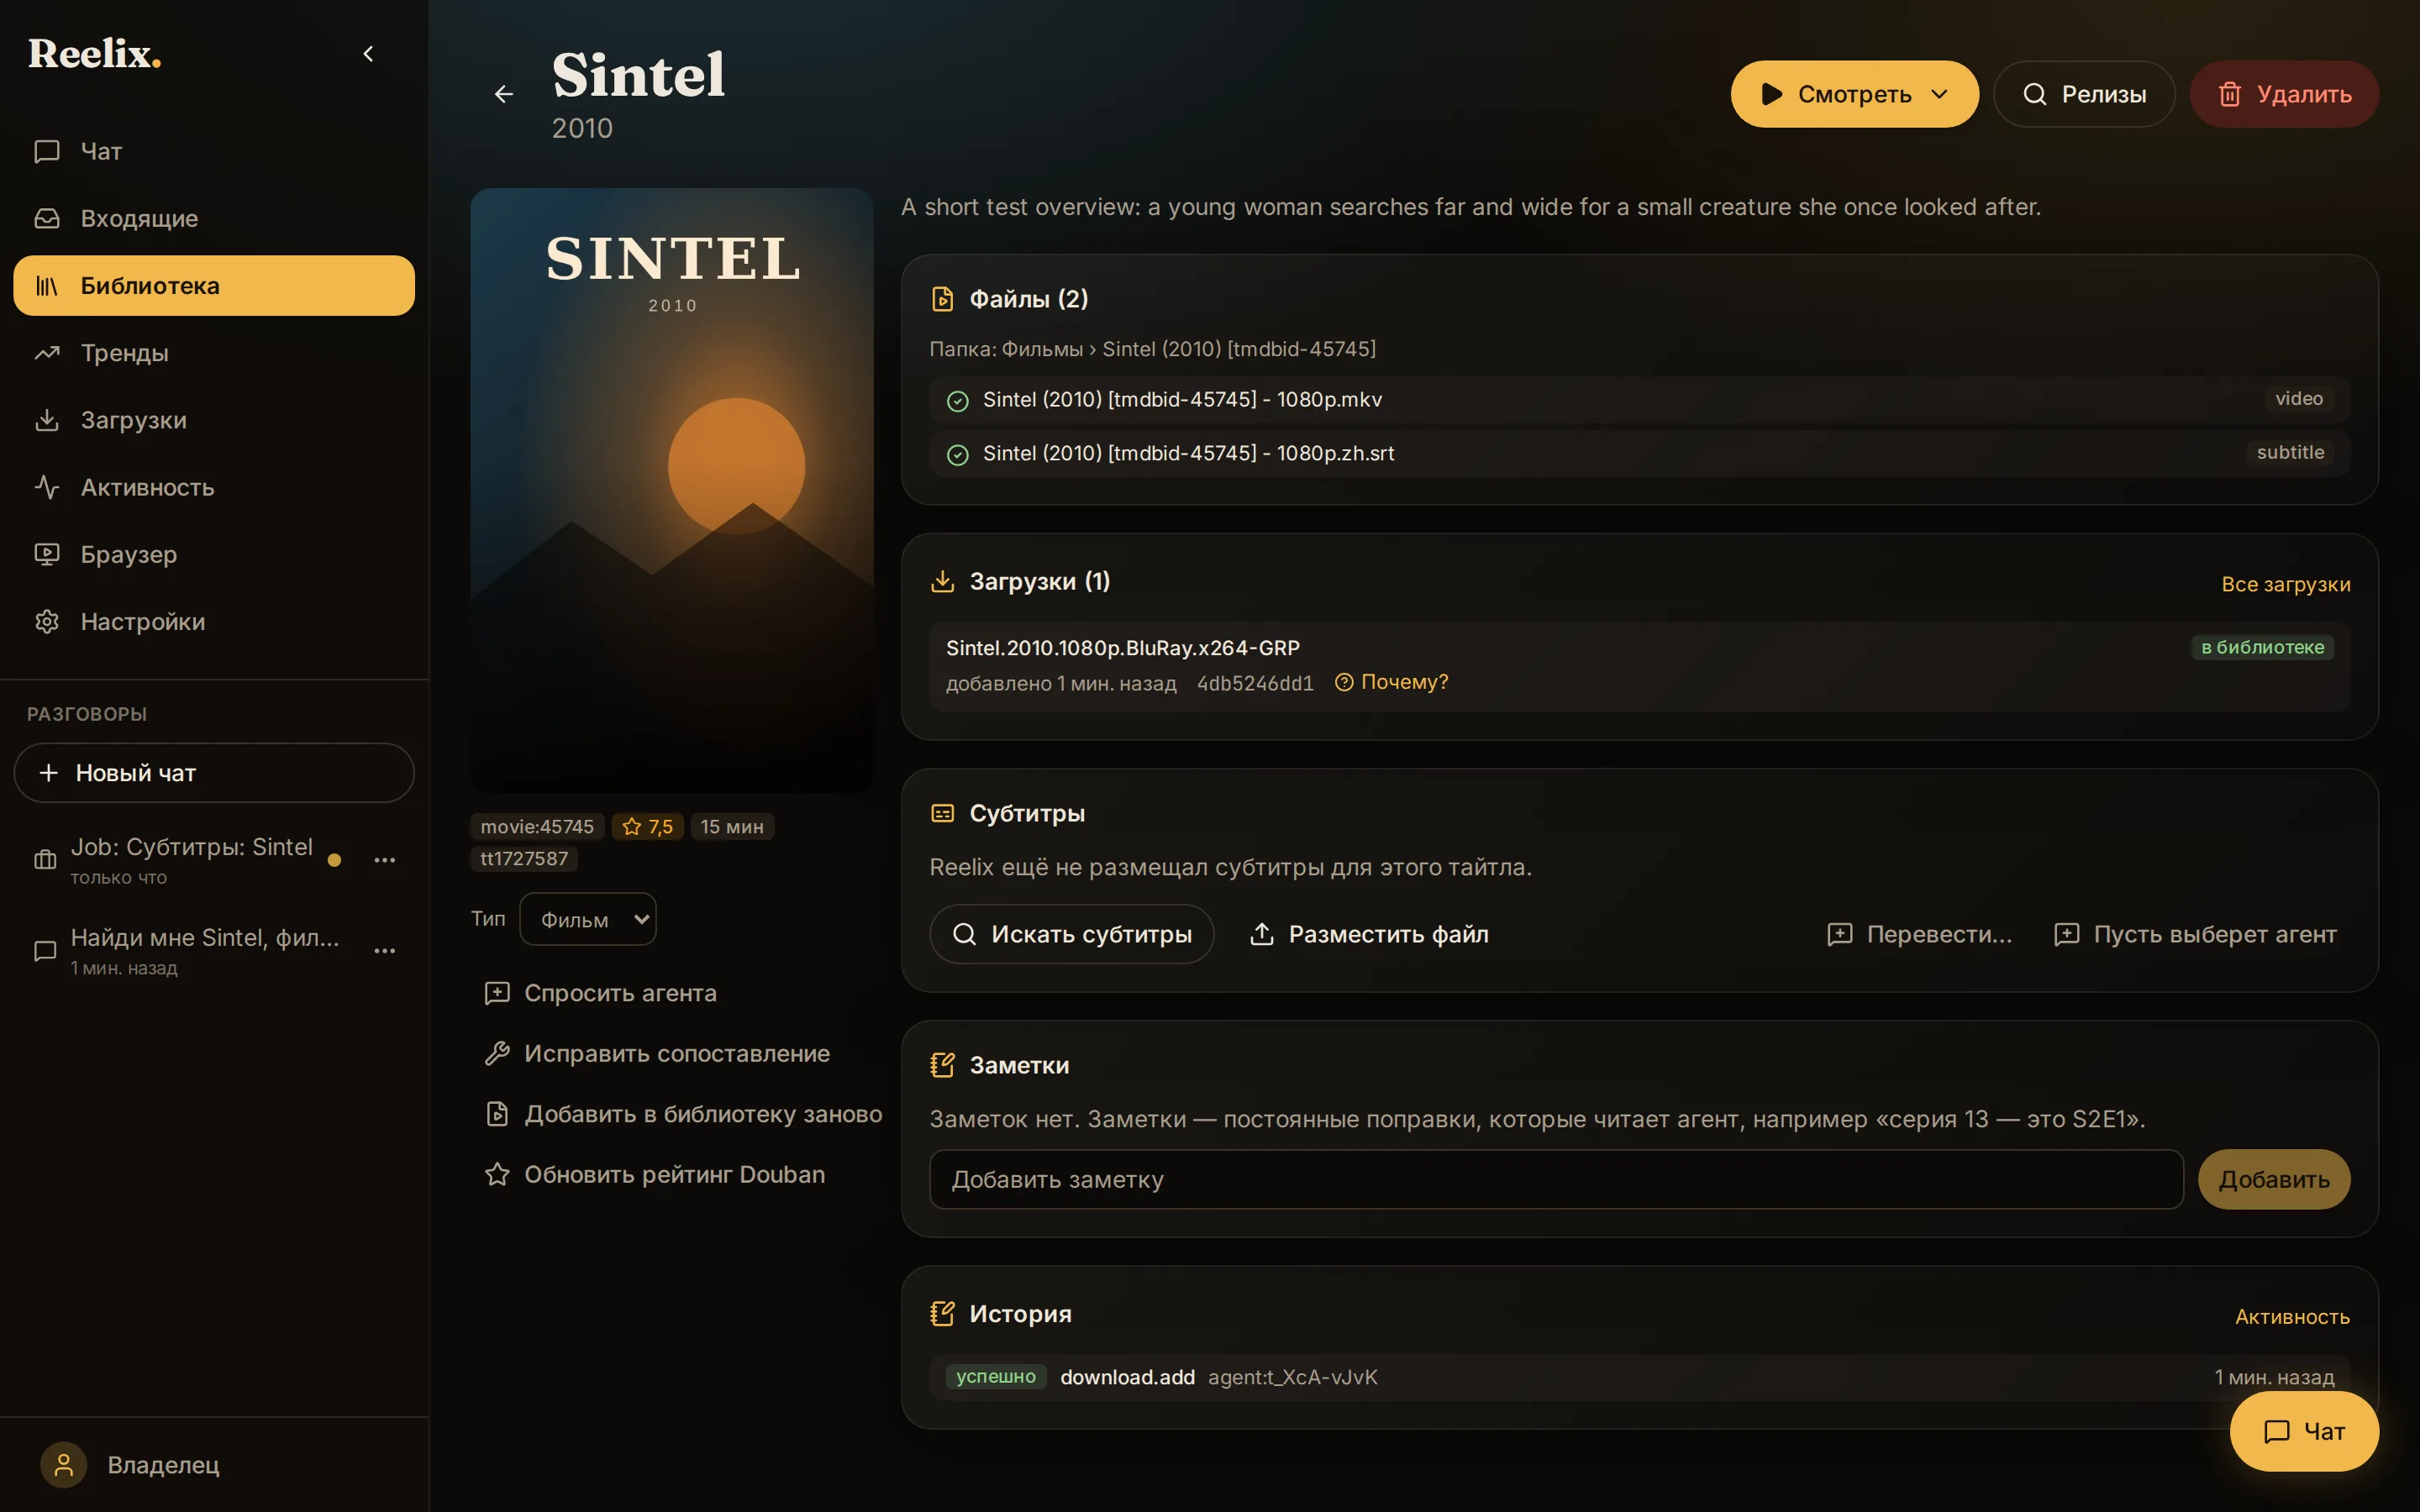 Reelix.
Чат
Входящие
Библиотека
Тренды
Загрузки
Активность
Браузер
Настройки
РАЗГОВОРЫ
Новый чат
Job: Субтитры: Sintel
только что
Найди мне Sintel, фил...
1 мин. назад
Владелец
Sintel
2010
Смотреть
Релизы
Удалить
SINTEL
2010
movie:45745 7,5 15 мин
tt1727587
Тип Фильм
Спросить агента
Исправить сопоставление
Добавить в библиотеку заново
Обновить рейтинг Douban
A short test overview: a young woman searches far and wide for a small creature she once looked after.
Файлы (2)
Папка: Фильмы › Sintel (2010) [tmdbid-45745]
Sintel (2010) [tmdbid-45745] - 1080p.mkv video
Sintel (2010) [tmdbid-45745] - 1080p.zh.srt subtitle
Загрузки (1) Все загрузки
Sintel.2010.1080p.BluRay.x264-GRP в библиотеке
добавлено 1 мин. назад 4db5246dd1 Почему?
Субтитры
Reelix ещё не размещал субтитры для этого тайтла.
Искать субтитры Разместить файл Перевести... Пусть выберет агент
Заметки
Заметок нет. Заметки — постоянные поправки, которые читает агент, например «серия 13 — это S2E1».
Добавить заметку Добавить
История Активность
успешно download.add agent:t_XcA-vJvK 1 мин. назад
Чат